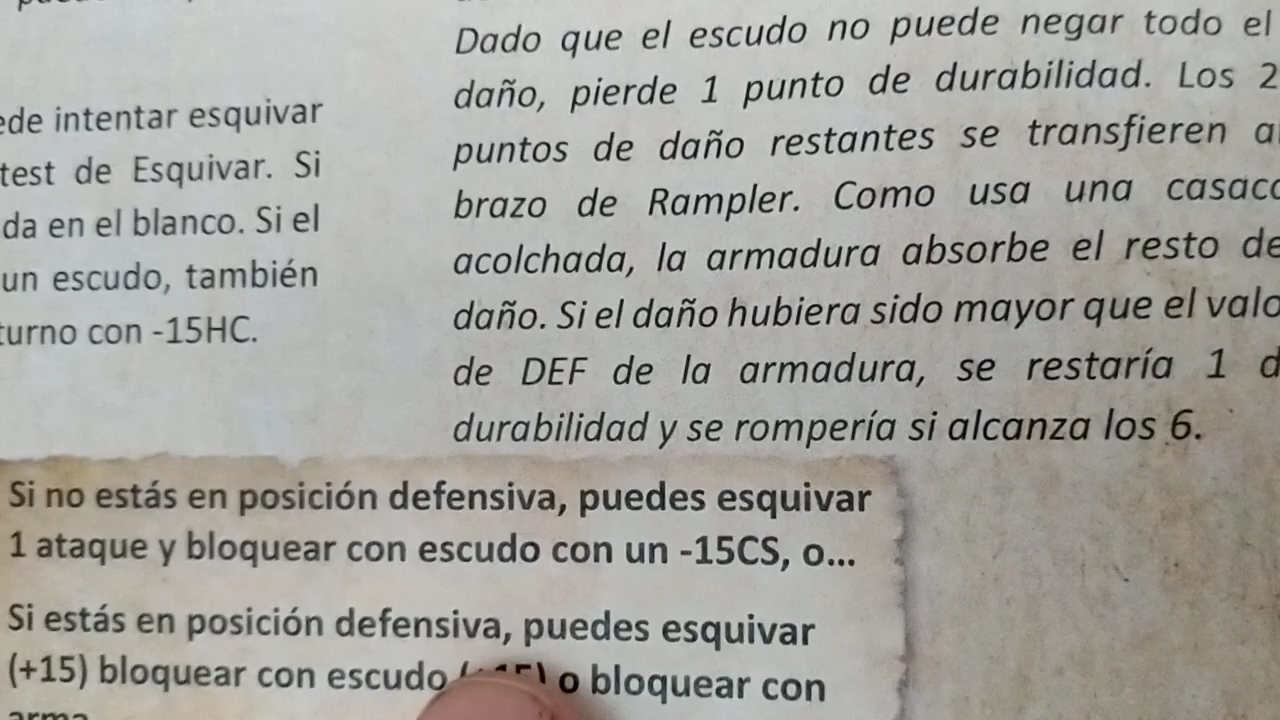 intentar esquivar
test de Esquivar. Si
da en el blanco. Si el
un escudo, también
turno con -15HC.
Dado que el escudo no puede negar todo el
daño, pierde 1 punto de durabilidad. Los 2
puntos de daño restantes se transfieren
brazo de Rampler. Como usa una
acolchada, la armadura absorbe el resto
daño. Si el daño hubiera sido mayor que el
de DEF de la armadura, se restaría 1
durabilidad y se rompería si alcanza los 6.
Si no estás en posición defensiva, puedes esquivar
1 ataque y bloquear con escudo con un -15CS, o...
Si estás en posición defensiva, puedes esquivar
(+15) bloquear con escudo o bloquear con